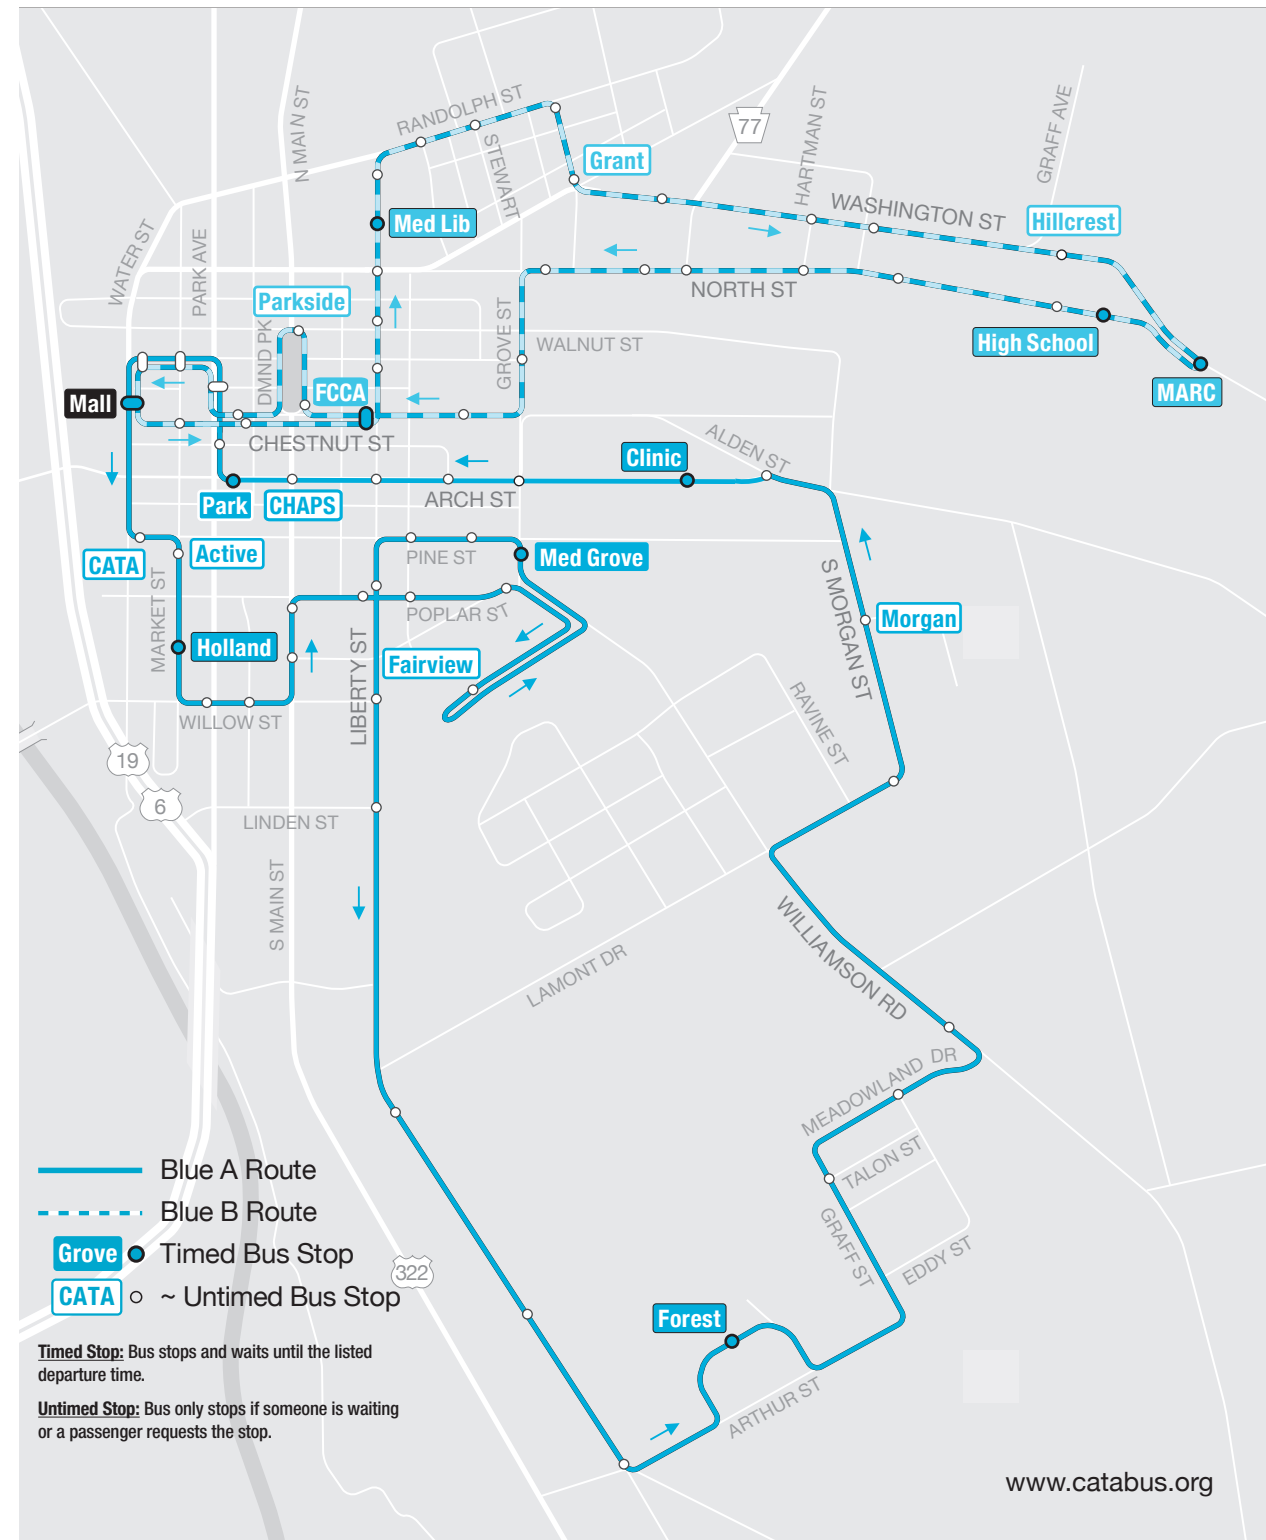 RANDOLPH ST
STEWART
N MAIN ST
77
HARTMAN ST
GRAFF AVE
Grant
WASHINGTON ST
Hillcrest
Med Lib
WATER ST
PARK AVE
Parkside
DMND PK
GROVE ST
WALNUT ST
NORTH ST
High School
MARC
Mall
FCCA
CHESTNUT ST
ALDEN ST
Clinic
Park
CHAPS
ARCH ST
CATA
Active
PINE ST
Med Grove
MARKET ST
Holland
POPLAR ST
LIBERTY ST
Fairview
S MORGAN ST
Morgan
WILLOW ST
RAVINE ST
19
6
LINDEN ST
S MAIN ST
LAMONT DR
WILLIAMSON RD
MEADOWLAND DR
TALON ST
GRAFF ST
EDDY ST
322
Forest
ARTHUR ST
Blue A Route
Blue B Route
Grove Timed Bus Stop
CATA ~ Untimed Bus Stop
Timed Stop: Bus stops and waits until the listed
departure time.
Untimed Stop: Bus only stops if someone is waiting
or a passenger requests the stop.
www.catabus.org